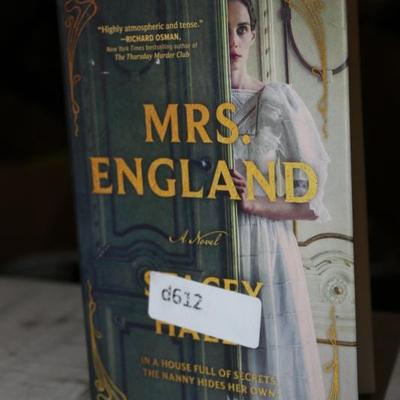 "Highly atmospheric and tense."
—RICHARD OSMAN,
New York Times bestselling author of
The Thursday Murder Club
MRS.
ENGLAND
A Novel
d612
IN A HOUSE FULL OF SECRETS,
THE NANNY HIDES HER OWN